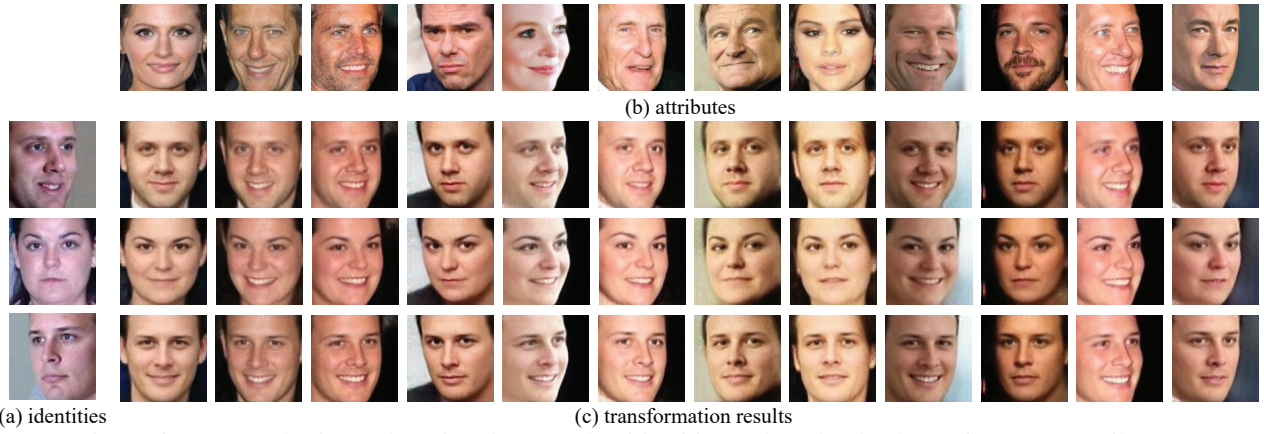 (b) attributes
(a) identities
(c) transformation results